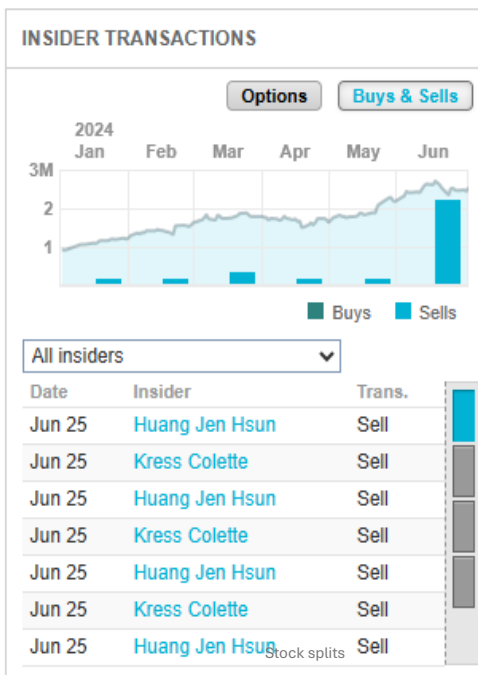 INSIDER TRANSACTIONS
Options Buys & Sells
2024
Jan Feb Mar Apr May Jun
3M
2
1
Buys Sells
All insiders
Date Insider Trans.
Jun 25 Huang Jen Hsun Sell
Jun 25 Kress Colette Sell
Jun 25 Huang Jen Hsun Sell
Jun 25 Kress Colette Sell
Jun 25 Huang Jen Hsun Sell
Jun 25 Kress Colette Sell
Jun 25 Huang Jen Hsun Sell
Stock splits